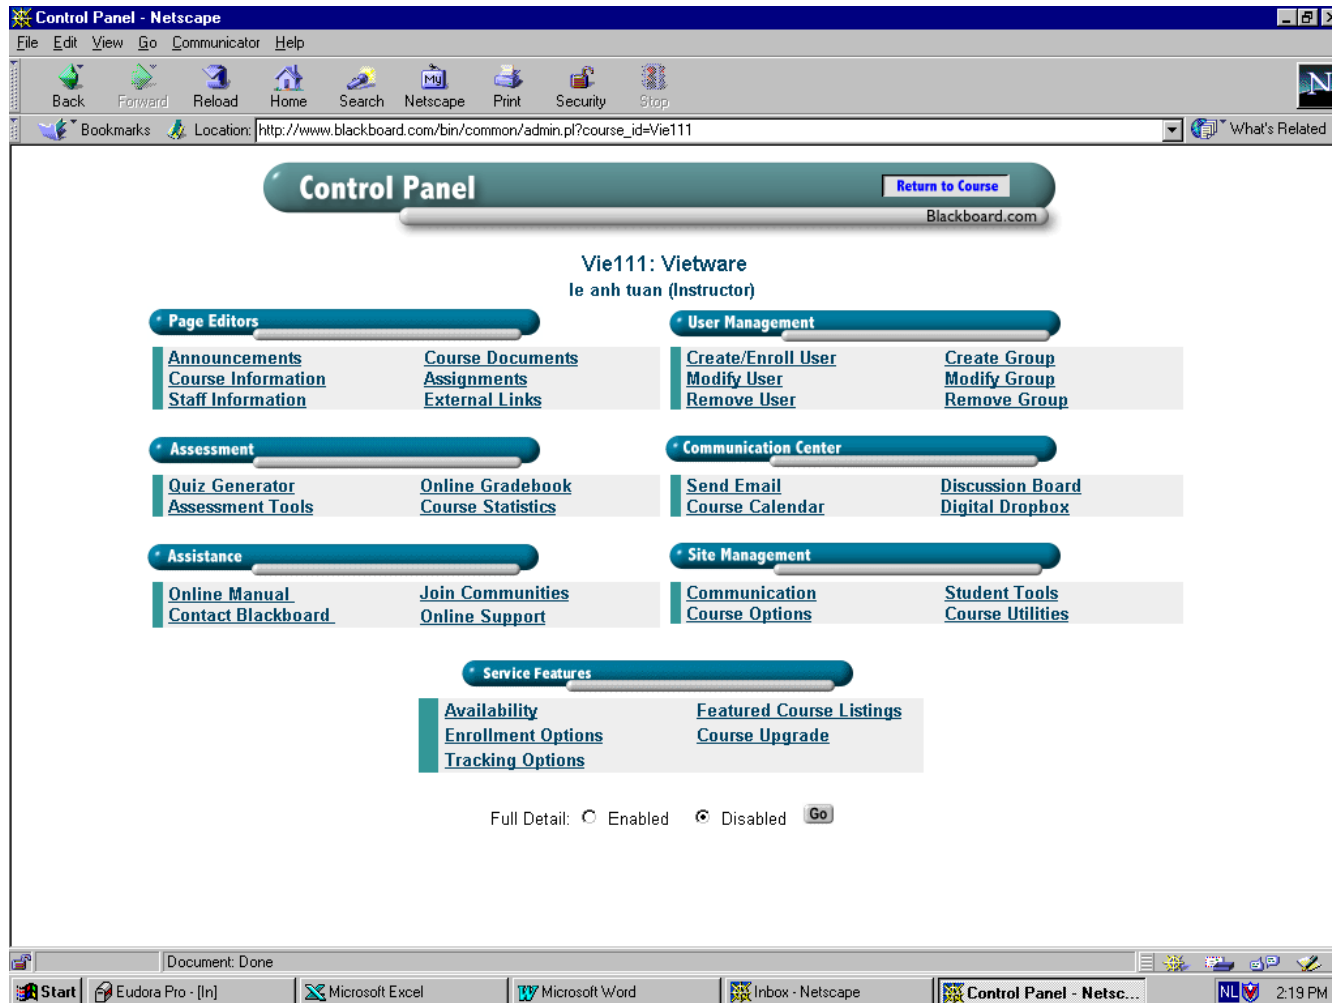 Control Panel - Netscape
File Edit View Go Communicator Help
Back Forward Reload Home Search Netscape Print Security Stop
My
N
Bookmarks Location: http://www.blackboard.com/bin/common/admin.pl?course_id=Vie111 What's Related
Control Panel Return to Course
Blackboard.com
Vie111: Vietware
le anh tuan (Instructor)
Page Editors
Announcements Course Documents
Course Information Assignments
Staff Information External Links
User Management
Create/Enroll User Create Group
Modify User Modify Group
Remove User Remove Group
Assessment
Quiz Generator Online Gradebook
Assessment Tools Course Statistics
Communication Center
Send Email Discussion Board
Course Calendar Digital Dropbox
Assistance
Online Manual Join Communities
Contact Blackboard Online Support
Site Management
Communication Student Tools
Course Options Course Utilities
Service Features
Availability Featured Course Listings
Enrollment Options Course Upgrade
Tracking Options
Full Detail: Enabled Disabled Go
Document: Done
Start Eudora Pro - [In] Microsoft Excel Microsoft Word Inbox - Netscape Control Panel - Netsc... NL 2:19 PM